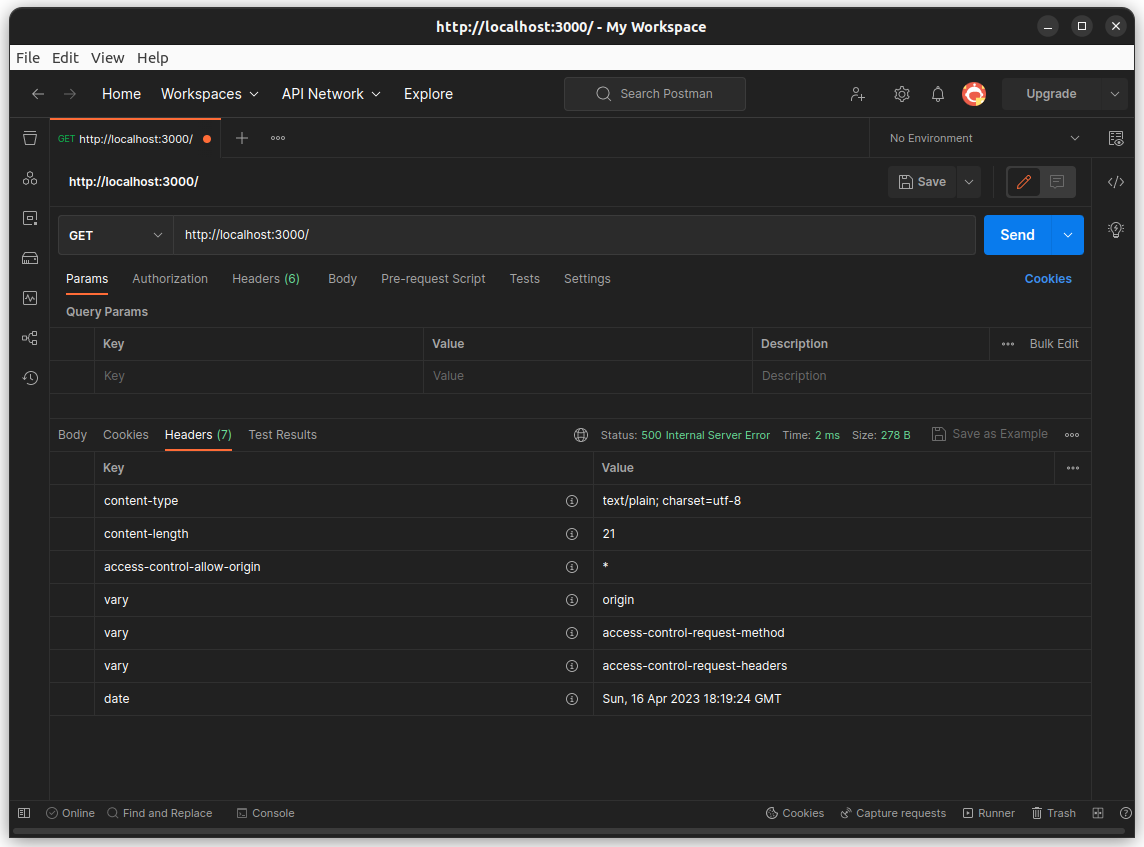 http://localhost:3000/ - My Workspace
File Edit View Help
Home Workspaces API Network Explore Search Postman Upgrade
GET http://localhost:3000/ No Environment
http://localhost:3000/ Save
GET http://localhost:3000/ Send
Params Authorization Headers (6) Body Pre-request Script Tests Settings Cookies
Query Params
Key Value Description Bulk Edit
Key Value Description
Body Cookies Headers (7) Test Results Status: 500 Internal Server Error Time: 2 ms Size: 278 B Save as Example
Key Value
content-type text/plain; charset=utf-8
content-length 21
access-control-allow-origin *
vary origin
vary access-control-request-method
vary access-control-request-headers
date Sun, 16 Apr 2023 18:19:24 GMT
Online Find and Replace Console Cookies Capture requests Runner Trash